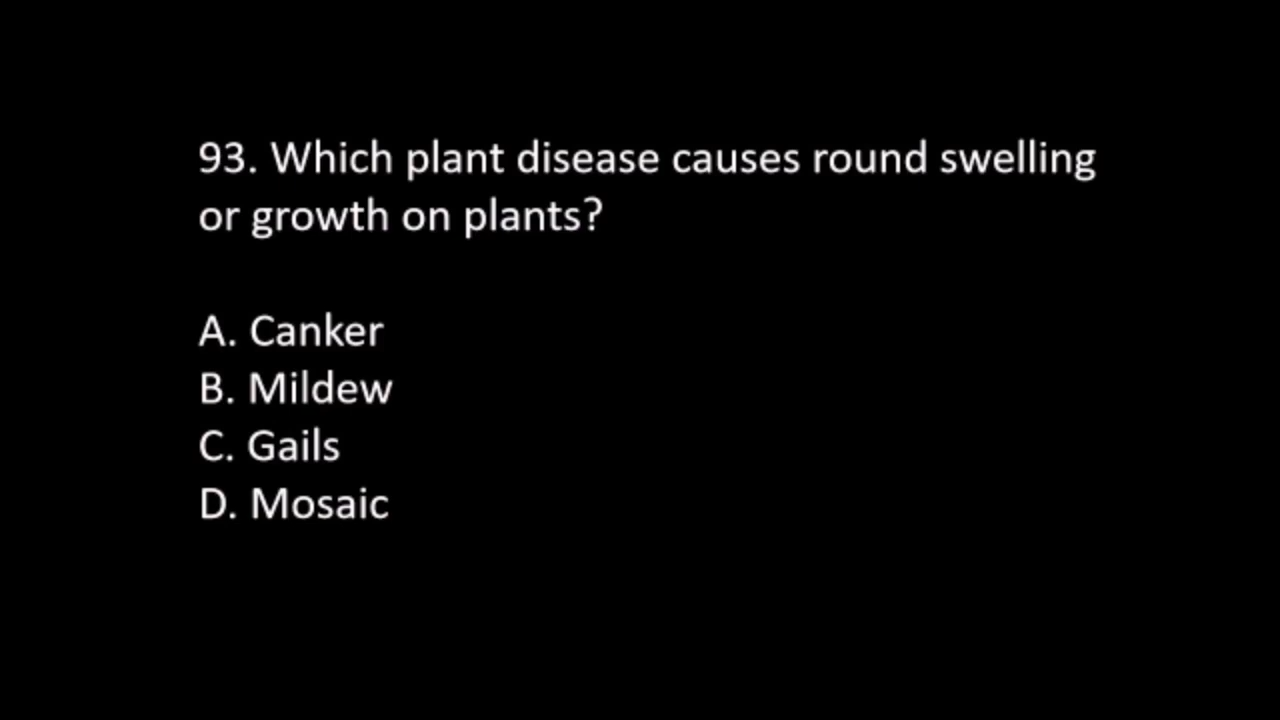 93. Which plant disease causes round swelling
or growth on plants?
A. Canker
B. Mildew
C. Gails
D. Mosaic